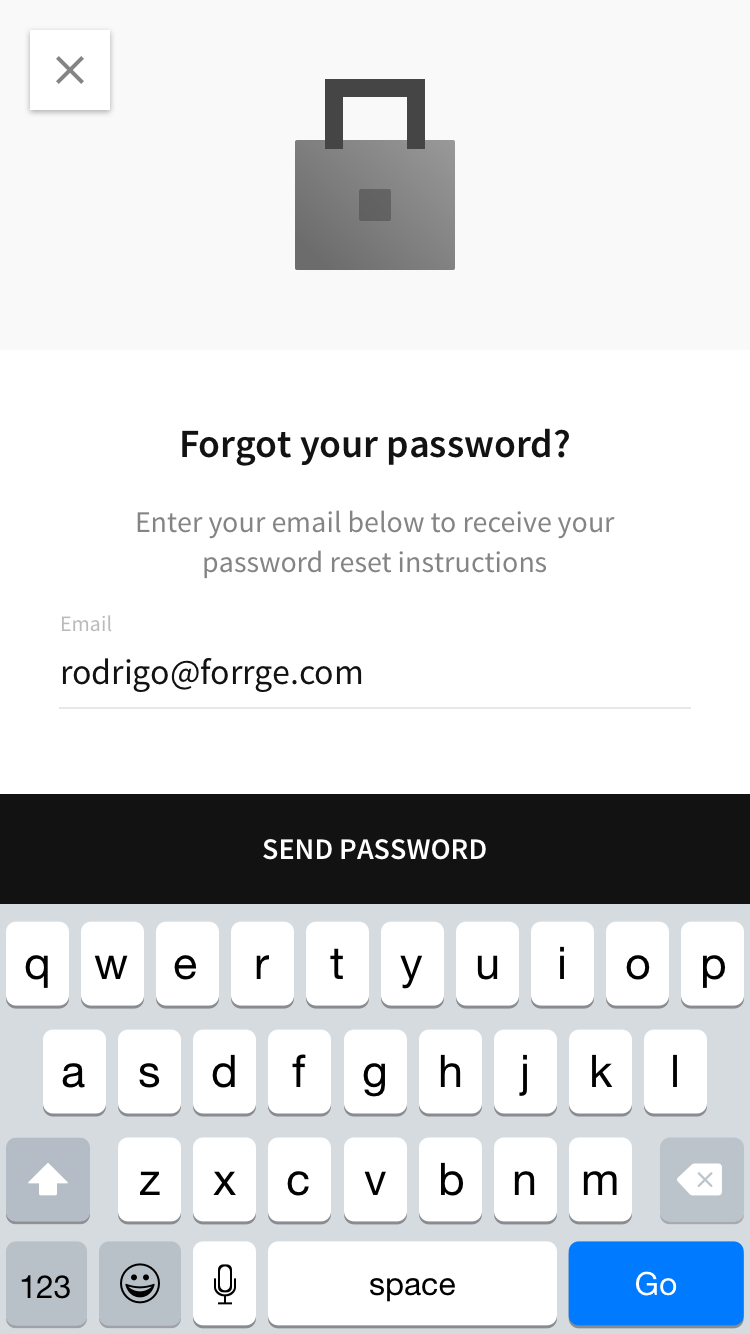 Forgot your password?
Enter your email below to receive your
password reset instructions
Email
rodrigo@forrge.com
SEND PASSWORD
q w e r t y u i o p
a s d f g h j k l
z x c v b n m
123 space Go